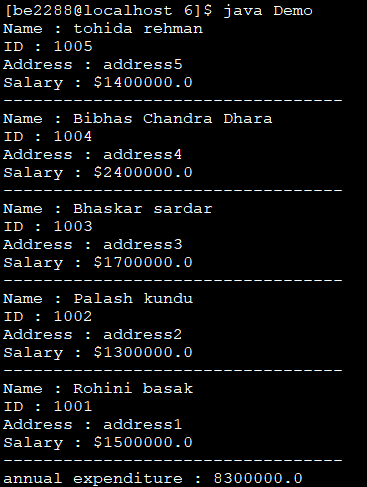 [be2288@localhost 6]$ java Demo
Name : tohida rehman
ID : 1005
Address : address5
Salary : $1400000.0
----------------------------------
Name : Bibhas Chandra Dhara
ID : 1004
Address : address4
Salary : $2400000.0
----------------------------------
Name : Bhaskar sardar
ID : 1003
Address : address3
Salary : $1700000.0
----------------------------------
Name : Palash kundu
ID : 1002
Address : address2
Salary : $1300000.0
----------------------------------
Name : Rohini basak
ID : 1001
Address : address1
Salary : $1500000.0
----------------------------------
annual expenditure : 8300000.0